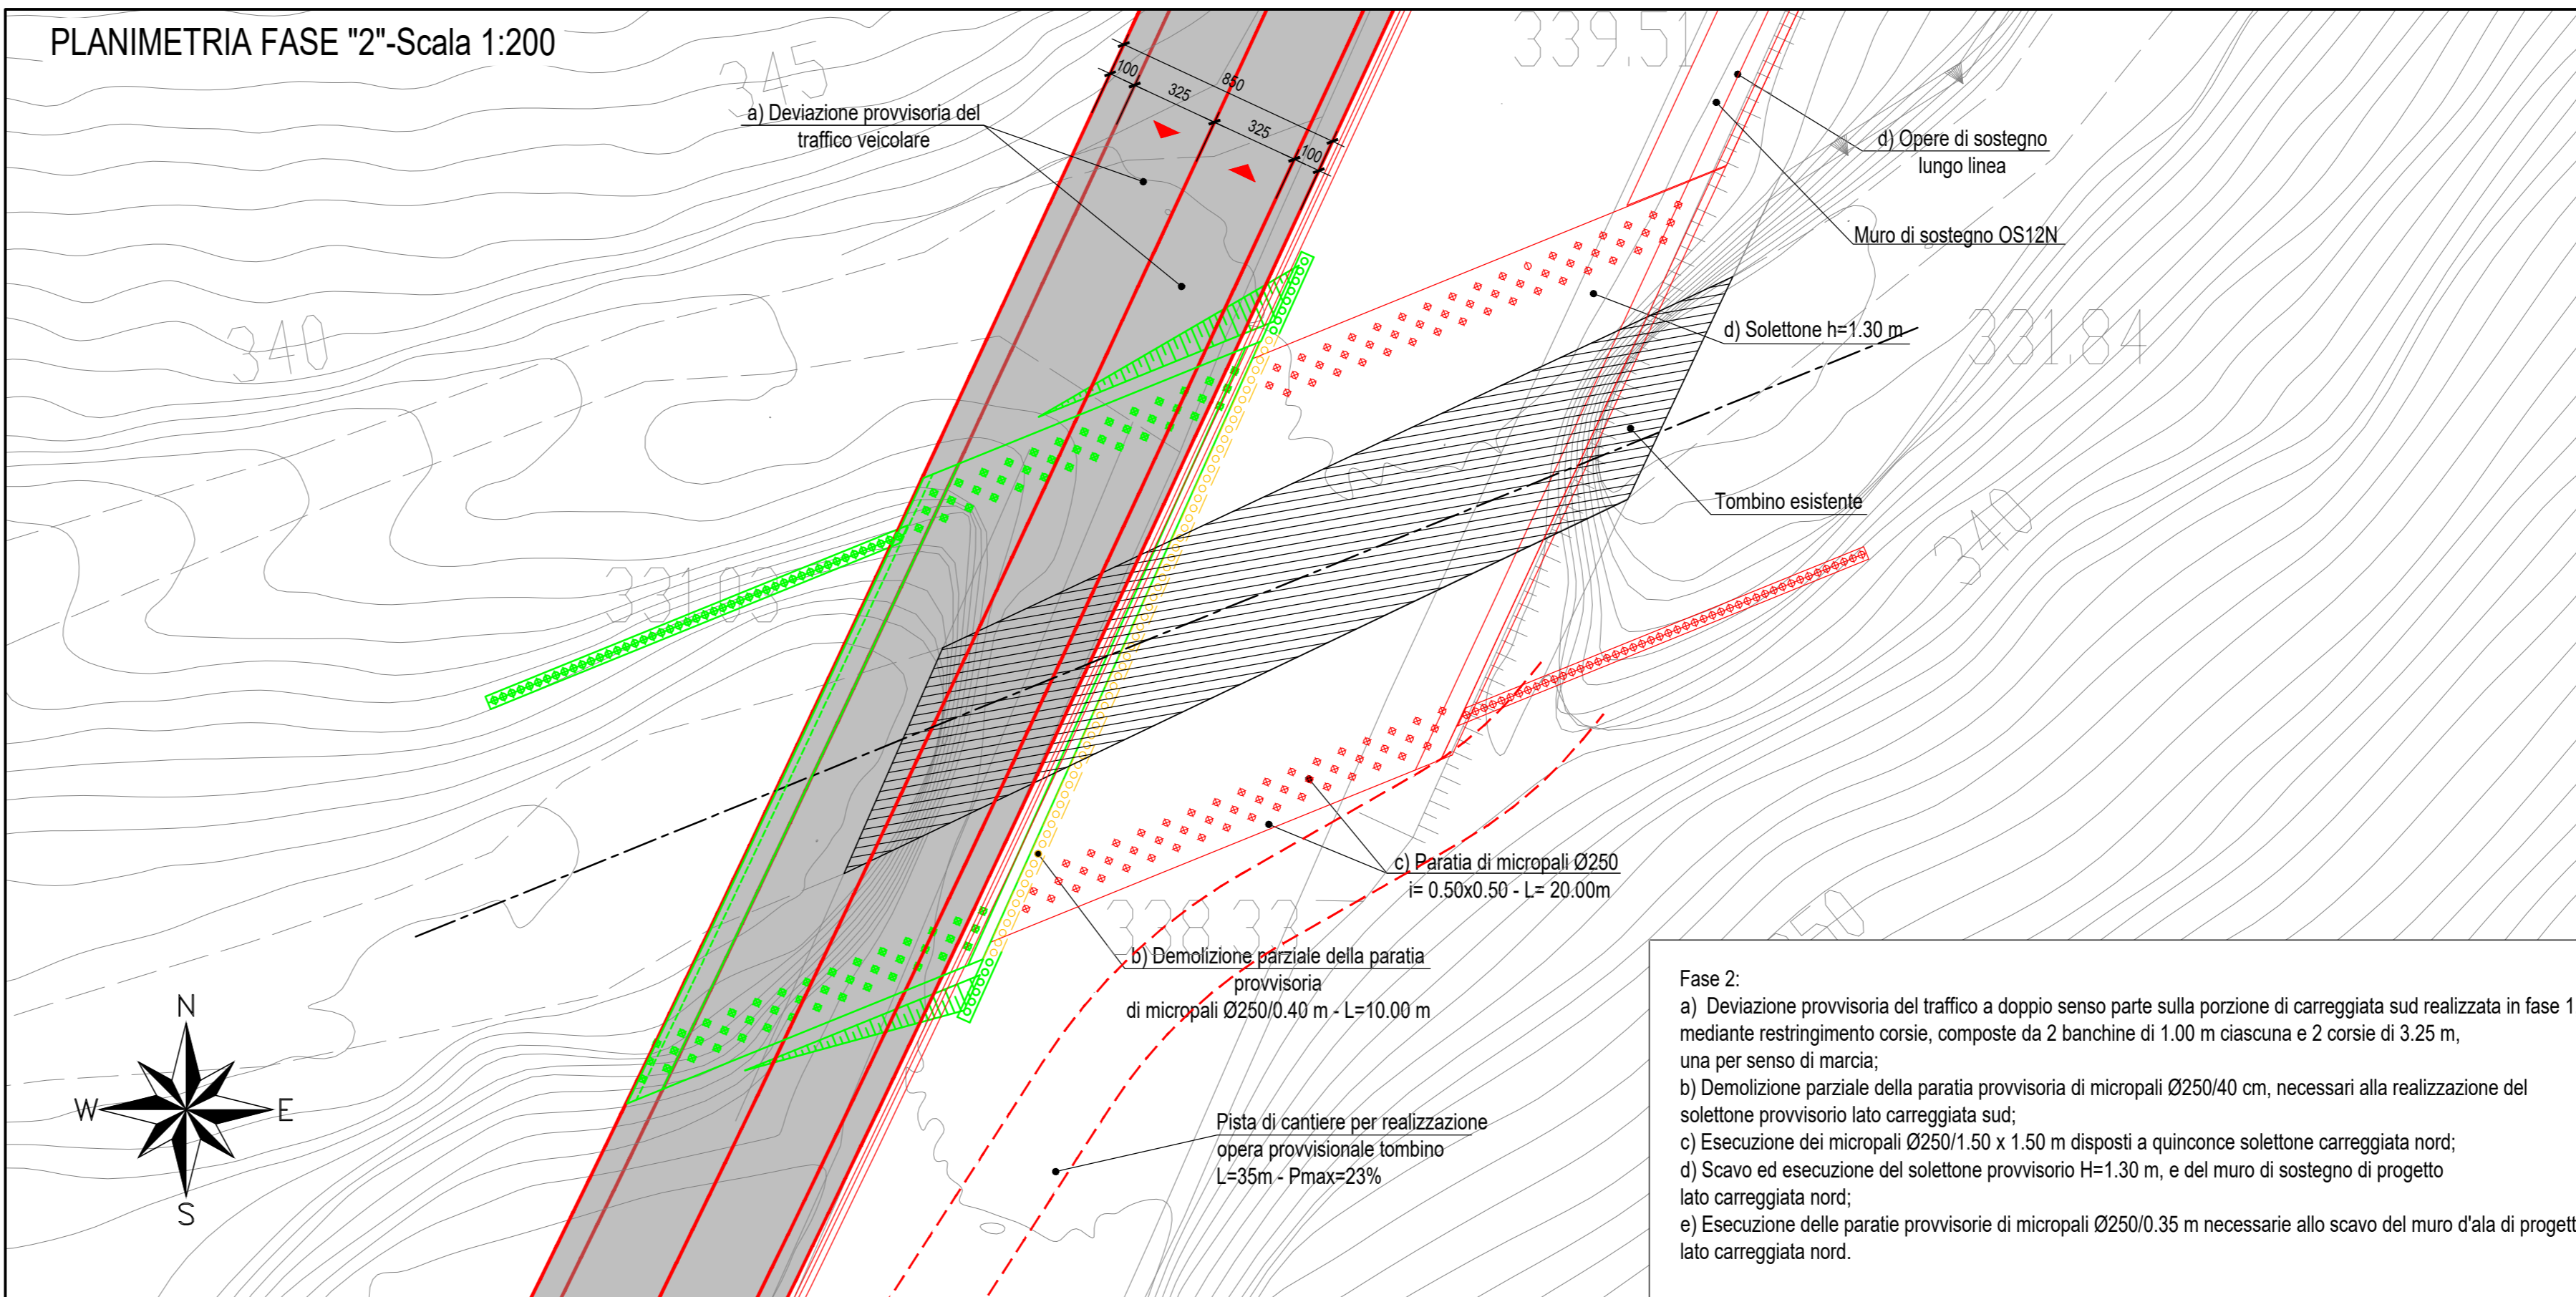 PLANIMETRIA FASE "2"-Scala 1:200
345
339.51
100
850
325
325
100
a) Deviazione provvisoria del
traffico veicolare
d) Opere di sostegno
lungo linea
Muro di sostegno OS12N
d) Solettone h=1.30 m
340
331.84
Tombino esistente
340
331.03
c) Paratia di micropali Ø250
i= 0.50x0.50 - L= 20.00m
338.33
350
b) Demolizione parziale della paratia
provvisoria
di micropali Ø250/0.40 m - L=10.00 m
Pista di cantiere per realizzazione
opera provvisionale tombino
L=35m - Pmax=23%
N
W
E
S
Fase 2:
a) Deviazione provvisoria del traffico a doppio senso parte sulla porzione di carreggiata sud realizzata in fase 1
mediante restringimento corsie, composte da 2 banchine di 1.00 m ciascuna e 2 corsie di 3.25 m,
una per senso di marcia;
b) Demolizione parziale della paratia provvisoria di micropali Ø250/40 cm, necessari alla realizzazione del
solettone provvisorio lato carreggiata sud;
c) Esecuzione dei micropali Ø250/1.50 x 1.50 m disposti a quinconce solettone carreggiata nord;
d) Scavo ed esecuzione del solettone provvisorio H=1.30 m, e del muro di sostegno di progetto
lato carreggiata nord;
e) Esecuzione delle paratie provvisorie di micropali Ø250/0.35 m necessarie allo scavo del muro d'ala di progett
lato carreggiata nord.